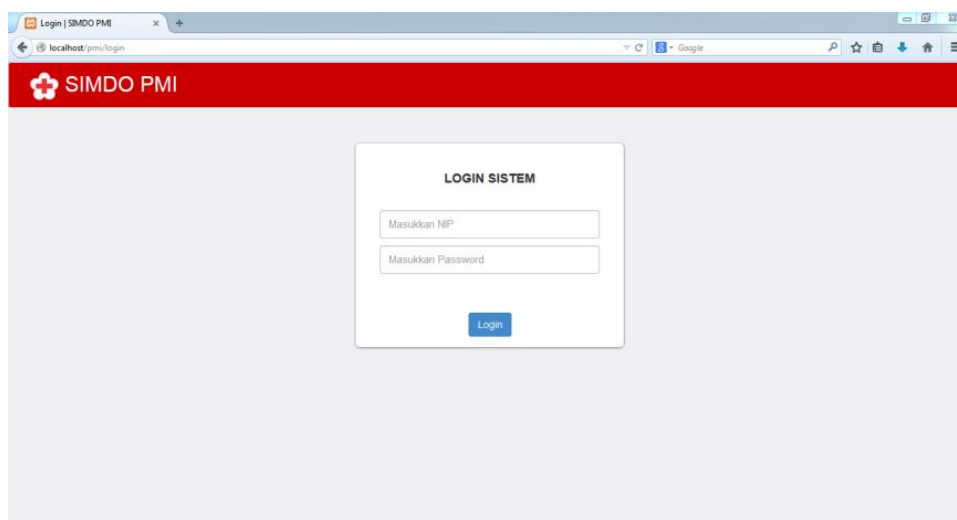 Login | SIMDO PMI
localhost/pmi/login
Google
SIMDO PMI
LOGIN SISTEM
Masukkan NIP
Masukkan Password
Login